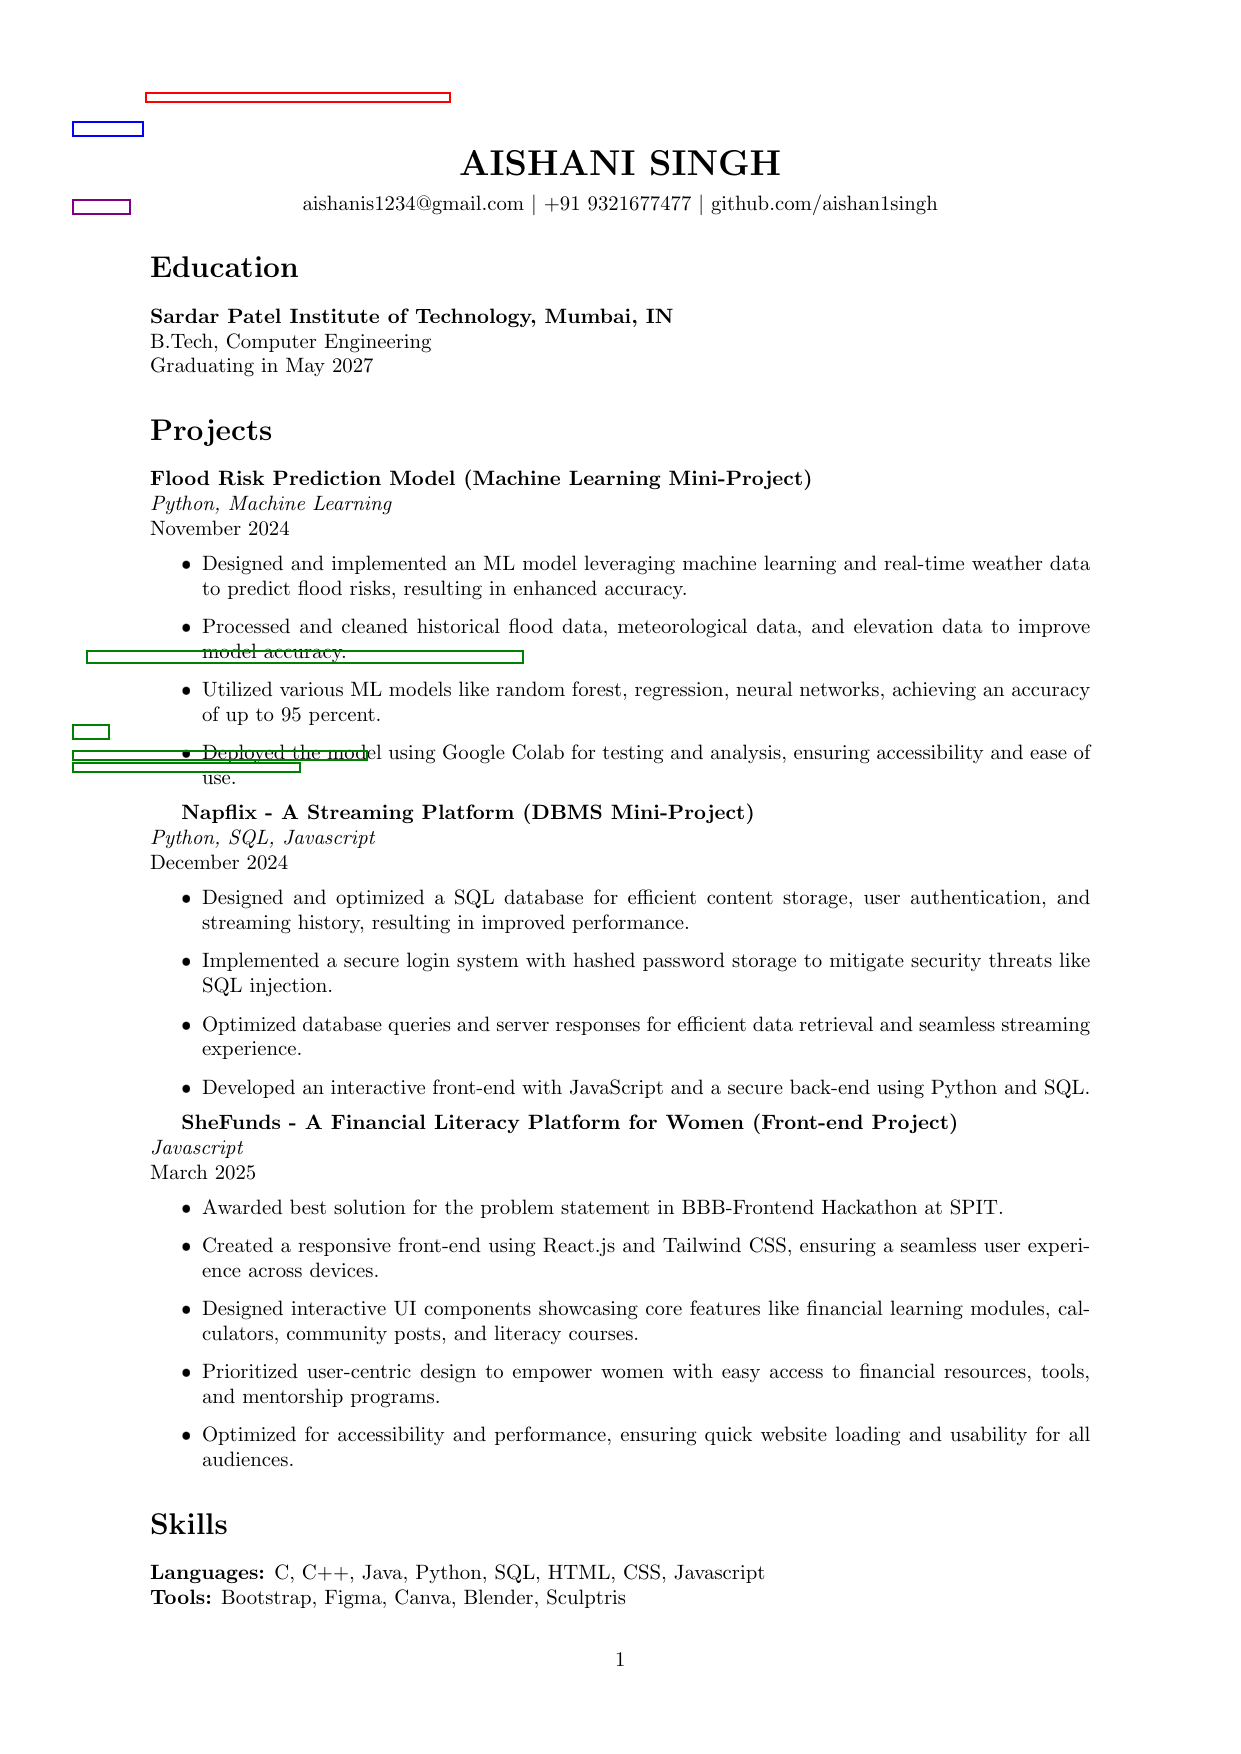 AISHANI SINGH
aishanis1234@gmail.com | +91 9321677477 | github.com/aishan1singh
Education
Sardar Patel Institute of Technology, Mumbai, IN
B.Tech, Computer Engineering
Graduating in May 2027
Projects
Flood Risk Prediction Model (Machine Learning Mini-Project)
Python, Machine Learning
November 2024
• Designed and implemented an ML model leveraging machine learning and real-time weather data
to predict flood risks, resulting in enhanced accuracy.
• Processed and cleaned historical flood data, meteorological data, and elevation data to improve
model accuracy.
• Utilized various ML models like random forest, regression, neural networks, achieving an accuracy
of up to 95 percent.
• Deployed the model using Google Colab for testing and analysis, ensuring accessibility and ease of
use.
Napflix - A Streaming Platform (DBMS Mini-Project)
Python, SQL, Javascript
December 2024
• Designed and optimized a SQL database for efficient content storage, user authentication, and
streaming history, resulting in improved performance.
• Implemented a secure login system with hashed password storage to mitigate security threats like
SQL injection.
• Optimized database queries and server responses for efficient data retrieval and seamless streaming
experience.
• Developed an interactive front-end with JavaScript and a secure back-end using Python and SQL.
SheFunds - A Financial Literacy Platform for Women (Front-end Project)
Javascript
March 2025
• Awarded best solution for the problem statement in BBB-Frontend Hackathon at SPIT.
• Created a responsive front-end using React.js and Tailwind CSS, ensuring a seamless user experi-
ence across devices.
• Designed interactive UI components showcasing core features like financial learning modules, cal-
culators, community posts, and literacy courses.
• Prioritized user-centric design to empower women with easy access to financial resources, tools,
and mentorship programs.
• Optimized for accessibility and performance, ensuring quick website loading and usability for all
audiences.
Skills
Languages: C, C++, Java, Python, SQL, HTML, CSS, Javascript
Tools: Bootstrap, Figma, Canva, Blender, Sculptris
1